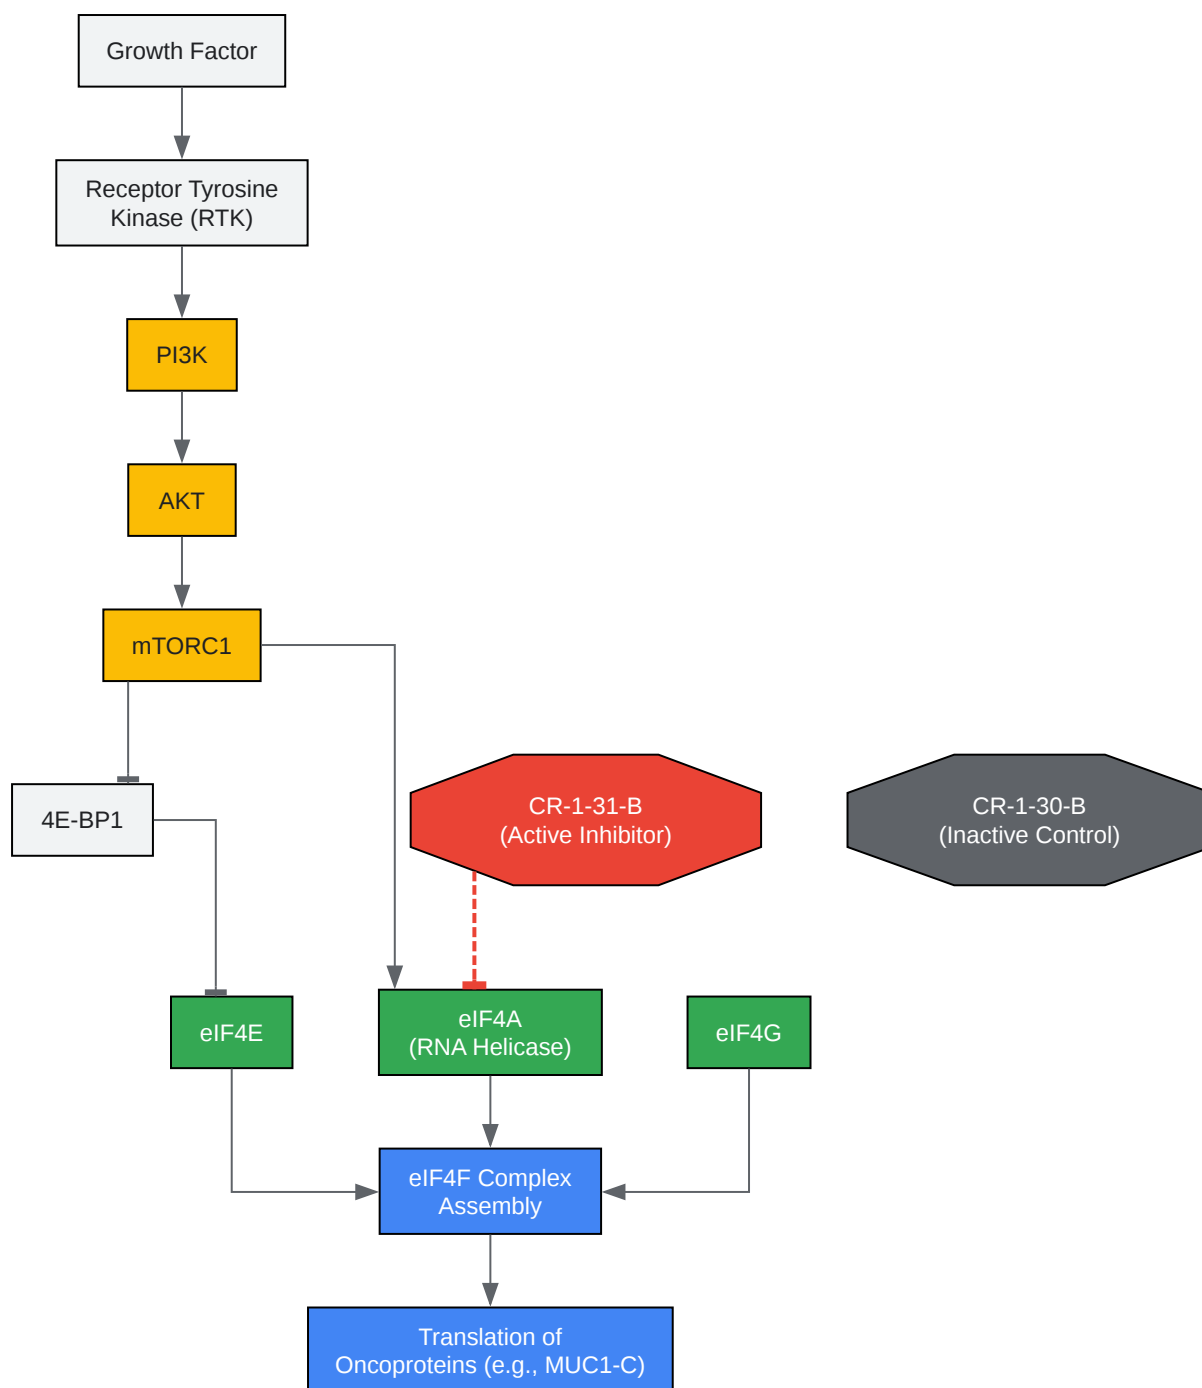 Growth Factor
Receptor Tyrosine
Kinase (RTK)
PI3K
AKT
mTORC1
4E-BP1
CR-1-31-B
(Active Inhibitor)
CR-1-30-B
(Inactive Control)
eIF4E
eIF4A
(RNA Helicase)
eIF4G
eIF4F Complex
Assembly
Translation of
Oncoproteins (e.g., MUC1-C)